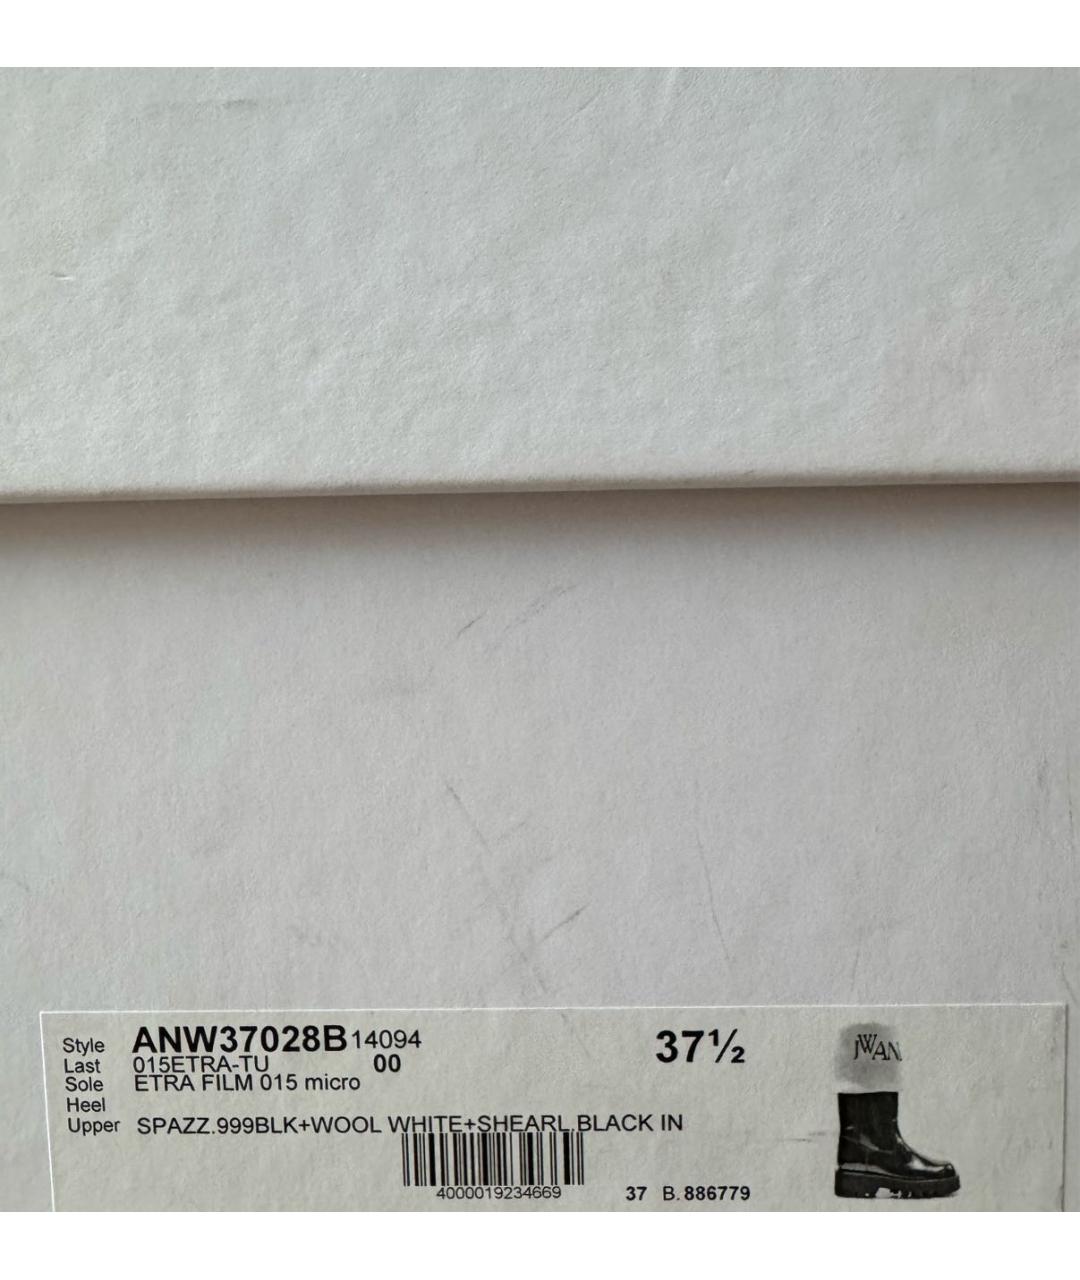 Style ANW37028B 14094 37½
Last 015ETRA-TU 00
Sole ETRA FILM 015 micro
Heel
Upper SPAZZ.999BLK+WOOL WHITE+SHEARL.BLACK IN
4000019234669 37 B. 886779
JWAN